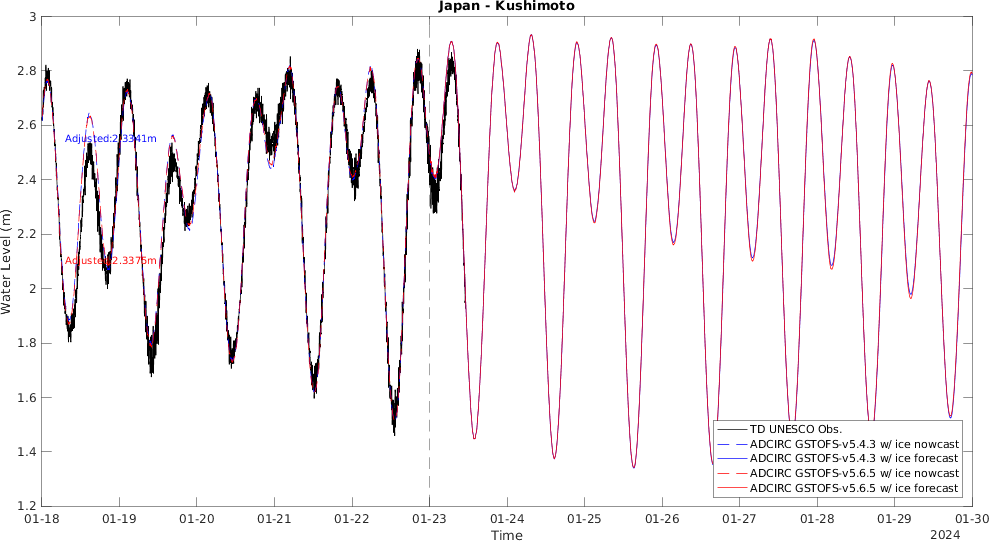 Japan - Kushimoto
Water Level (m)
3
2.8
2.6
2.4
2.2
2
1.8
1.6
1.4
1.2
Adjusted:2.3341m
Adjusted:2.3375m
TD UNESCO Obs.
ADCIRC GSTOFS-v5.4.3 w/ ice nowcast
ADCIRC GSTOFS-v5.4.3 w/ ice forecast
ADCIRC GSTOFS-v5.6.5 w/ ice nowcast
ADCIRC GSTOFS-v5.6.5 w/ ice forecast
01-18 01-19 01-20 01-21 01-22 01-23 01-24 01-25 01-26 01-27 01-28 01-29 01-30
Time
2024